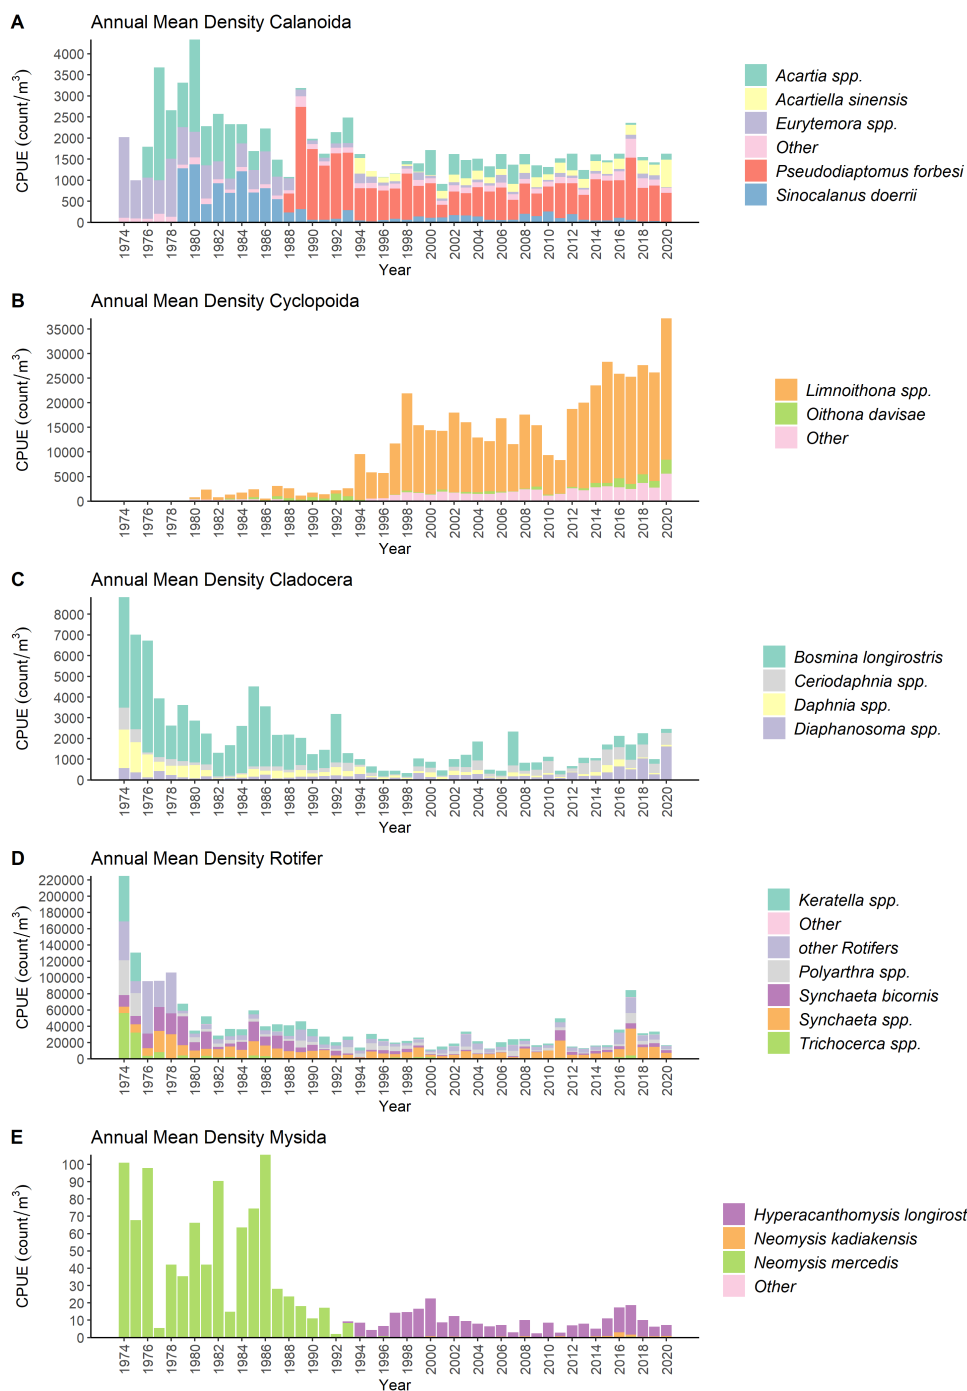 A
Annual Mean Density Calanoida
CPUE (count/m³)
4000
3500
3000
2500
2000
1500
1000
500
0
1974 1976 1978 1980 1982 1984 1986 1988 1990 1992 1994 1996 1998 2000 2002 2004 2006 2008 2010 2012 2014 2016 2018 2020
Year
Acartia spp.
Acartiella sinensis
Eurytemora spp.
Other
Pseudodiaptomus forbesi
Sinocalanus doerrii
B
Annual Mean Density Cyclopoida
CPUE (count/m³)
35000
30000
25000
20000
15000
10000
5000
0
1974 1976 1978 1980 1982 1984 1986 1988 1990 1992 1994 1996 1998 2000 2002 2004 2006 2008 2010 2012 2014 2016 2018 2020
Year
Limnoithona spp.
Oithona davisae
Other
C
Annual Mean Density Cladocera
CPUE (count/m³)
8000
7000
6000
5000
4000
3000
2000
1000
0
1974 1976 1978 1980 1982 1984 1986 1988 1990 1992 1994 1996 1998 2000 2002 2004 2006 2008 2010 2012 2014 2016 2018 2020
Year
Bosmina longirostris
Ceriodaphnia spp.
Daphnia spp.
Diaphanosoma spp.
D
Annual Mean Density Rotifer
CPUE (count/m³)
220000
200000
180000
160000
140000
120000
100000
80000
60000
40000
20000
0
1974 1976 1978 1980 1982 1984 1986 1988 1990 1992 1994 1996 1998 2000 2002 2004 2006 2008 2010 2012 2014 2016 2018 2020
Year
Keratella spp.
Other
other Rotifers
Polyarthra spp.
Synchaeta bicornis
Synchaeta spp.
Trichocerca spp.
E
Annual Mean Density Mysida
CPUE (count/m³)
100
90
80
70
60
50
40
30
20
10
0
1974 1976 1978 1980 1982 1984 1986 1988 1990 1992 1994 1996 1998 2000 2002 2004 2006 2008 2010 2012 2014 2016 2018 2020
Year
Hyperacanthomysis longirost
Neomysis kadiakensis
Neomysis mercedis
Other